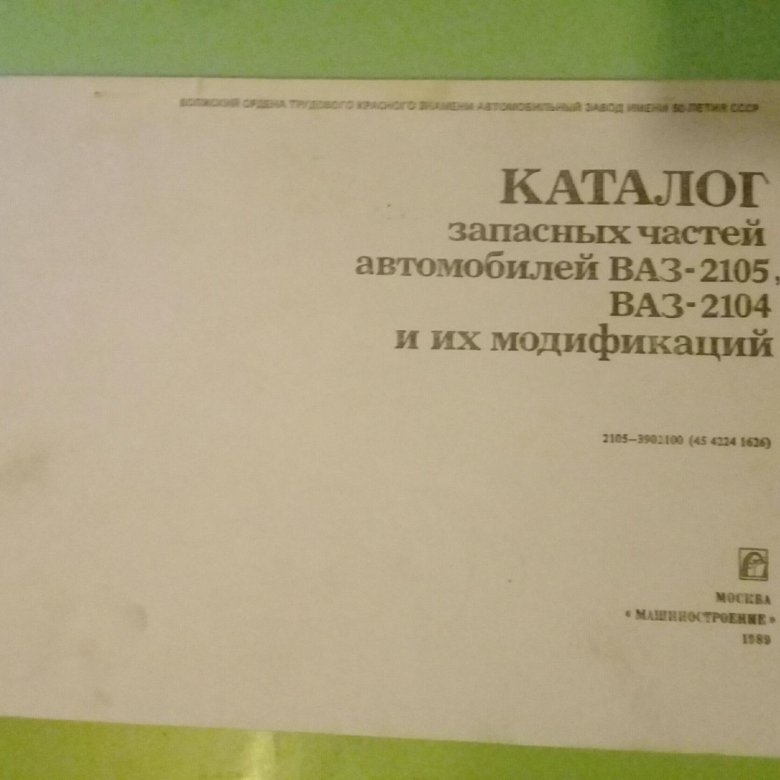 ВОЛЖСКИЙ ОРДЕНА ТРУДОВОГО КРАСНОГО ЗНАМЕНИ АВТОМОБИЛЬНЫЙ ЗАВОД ИМЕНИ 50-ЛЕТИЯ СССР
КАТАЛОГ
запасных частей
автомобилей ВАЗ-2105,
ВАЗ-2104
и их модификаций
2105-3902100 (45 4224 1626)
МОСКВА
« МАШИНОСТРОЕНИЕ »
1989